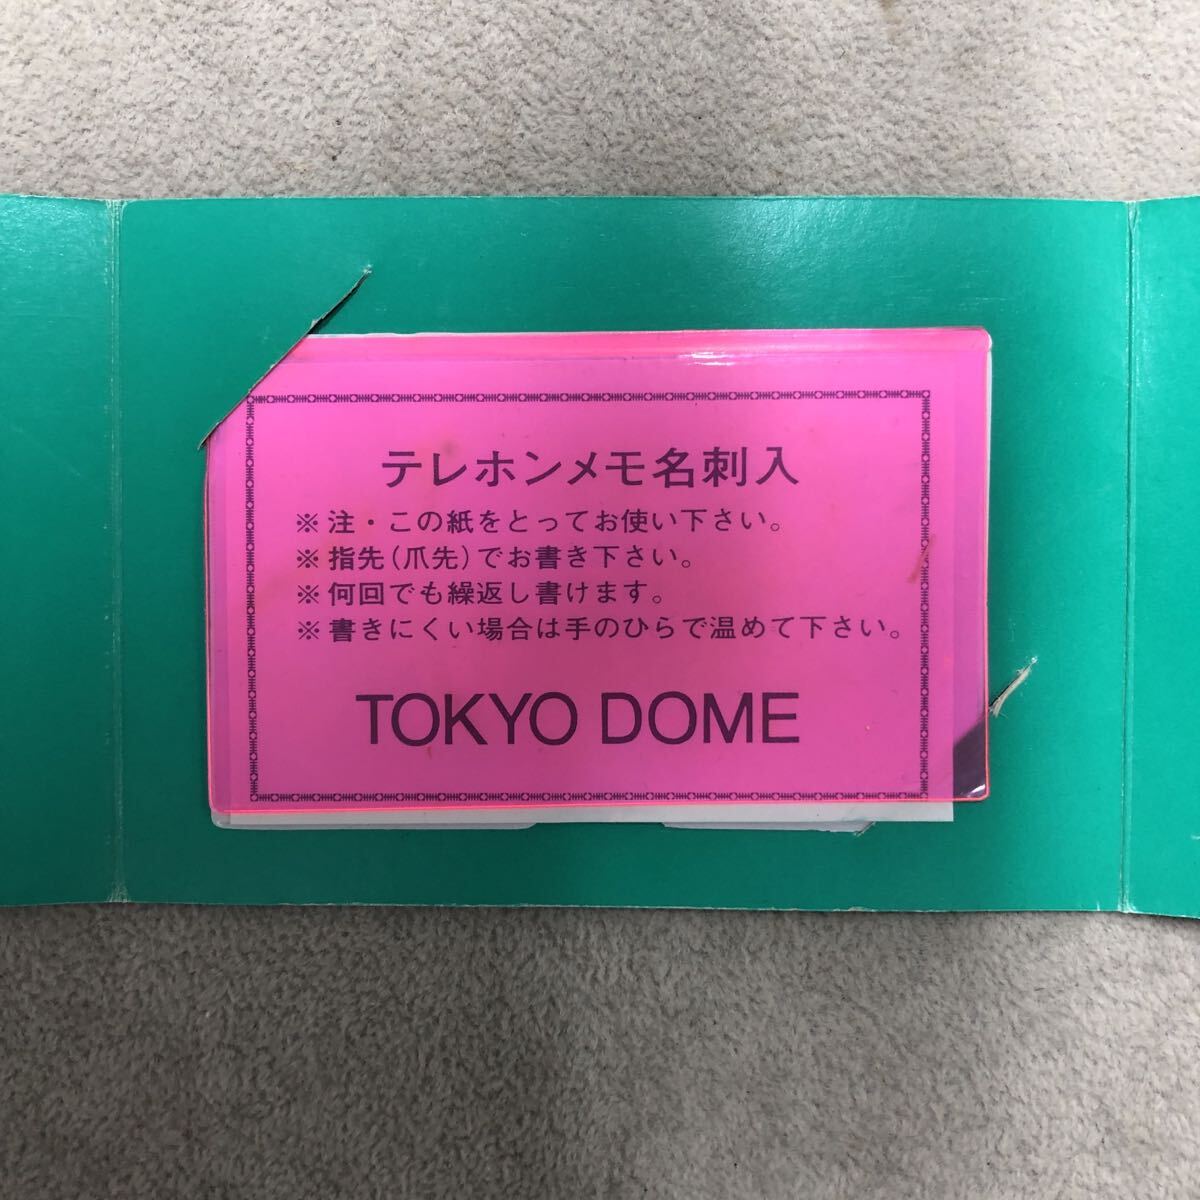 テレホンメモ名刺入
※注・この紙をとってお使い下さい。
※指先(爪先)でお書き下さい。
※何回でも繰返し書けます。
※書きにくい場合は手のひらで温めて下さい。
TOKYO DOME